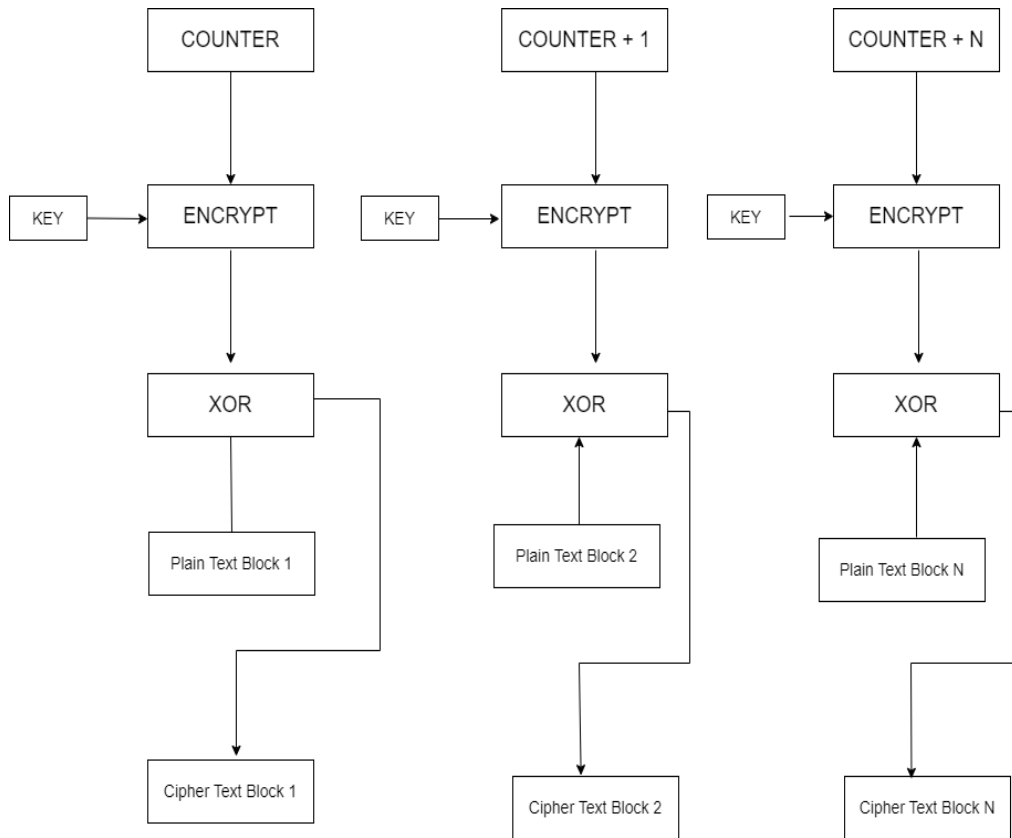 COUNTER
COUNTER + 1
COUNTER + N
KEY
ENCRYPT
KEY
ENCRYPT
KEY
ENCRYPT
XOR
XOR
XOR
Plain Text Block 1
Plain Text Block 2
Plain Text Block N
Cipher Text Block 1
Cipher Text Block 2
Cipher Text Block N